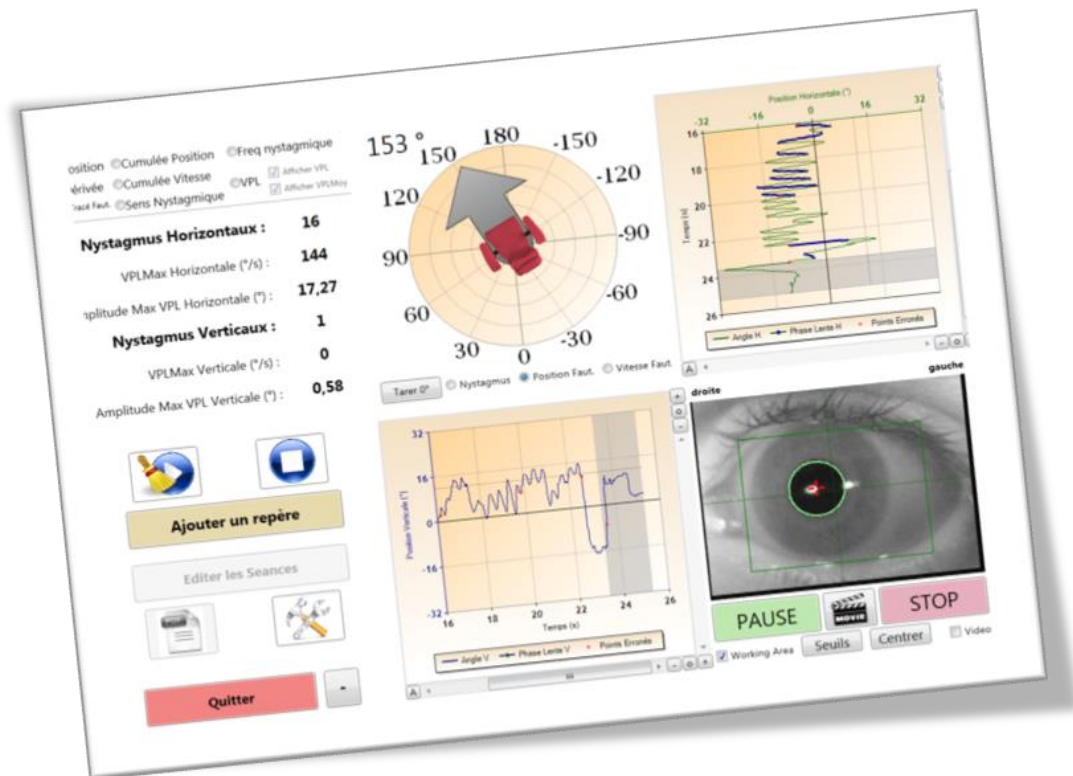 osition Cumulée Position Freq nystagmique
érivée Cumulée Vitesse VPL Afficher VPL
Tracé Faut. Sens Nystagmique Afficher VPLMoy
Nystagmus Horizontaux : 16
VPLMax Horizontale (°/s) : 144
mplitude Max VPL Horizontale (°) : 17,27
Nystagmus Verticaux : 1
VPLMax Verticale (°/s) : 0
Amplitude Max VPL Verticale (°) : 0,58
Ajouter un repère
Editer les Seances
Quitter
-
153 °
180
150 -150
120 -120
90 -90
60 -60
30 -30
0
Tarer 0° Nystagmus Position Faut. Vitesse Faut.
Position Horizontale (°)
-32 -16 0 16 32
Temps (s)
16
18
20
22
24
26
Angle H Phase Lente H Points Erronés
A - o +
Position Verticale (°)
32
16
0
-16
-32
16 18 20 22 24 26
Temps (s)
Angle V Phase Lente V Points Erronés
+
o
-
A - o +
droite gauche
PAUSE MOVIE STOP
Working Area Seuils Centrer Video